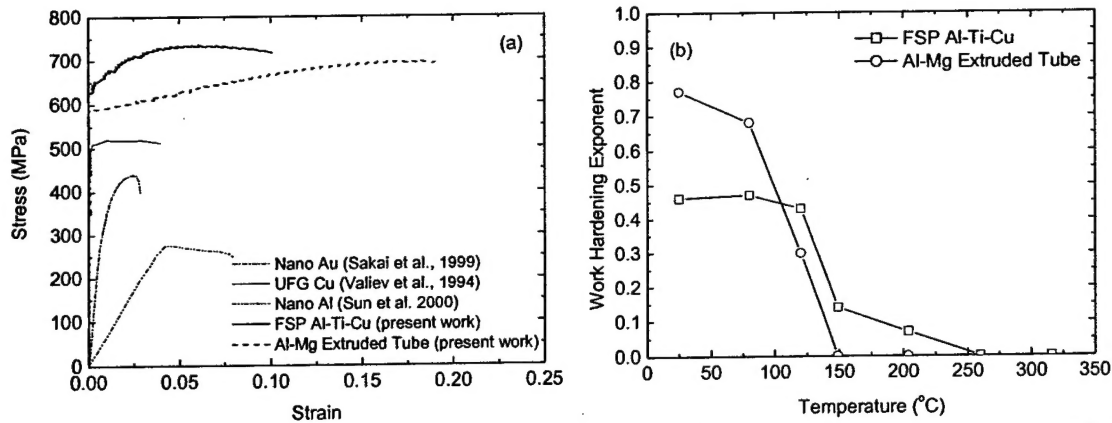 (a)
800
700
600
500
400
300
200
100
0
Stress (MPa)
Nano Au (Sakai et al., 1999)
UFG Cu (Valiev et al., 1994)
Nano Al (Sun et al. 2000)
FSP Al-Ti-Cu (present work)
Al-Mg Extruded Tube (present work)
0.00 0.05 0.10 0.15 0.20 0.25
Strain
(b)
FSP Al-Ti-Cu
Al-Mg Extruded Tube
1.0
0.9
0.8
0.7
0.6
0.5
0.4
0.3
0.2
0.1
0.0
Work Hardening Exponent
0 50 100 150 200 250 300 350
Temperature (°C)